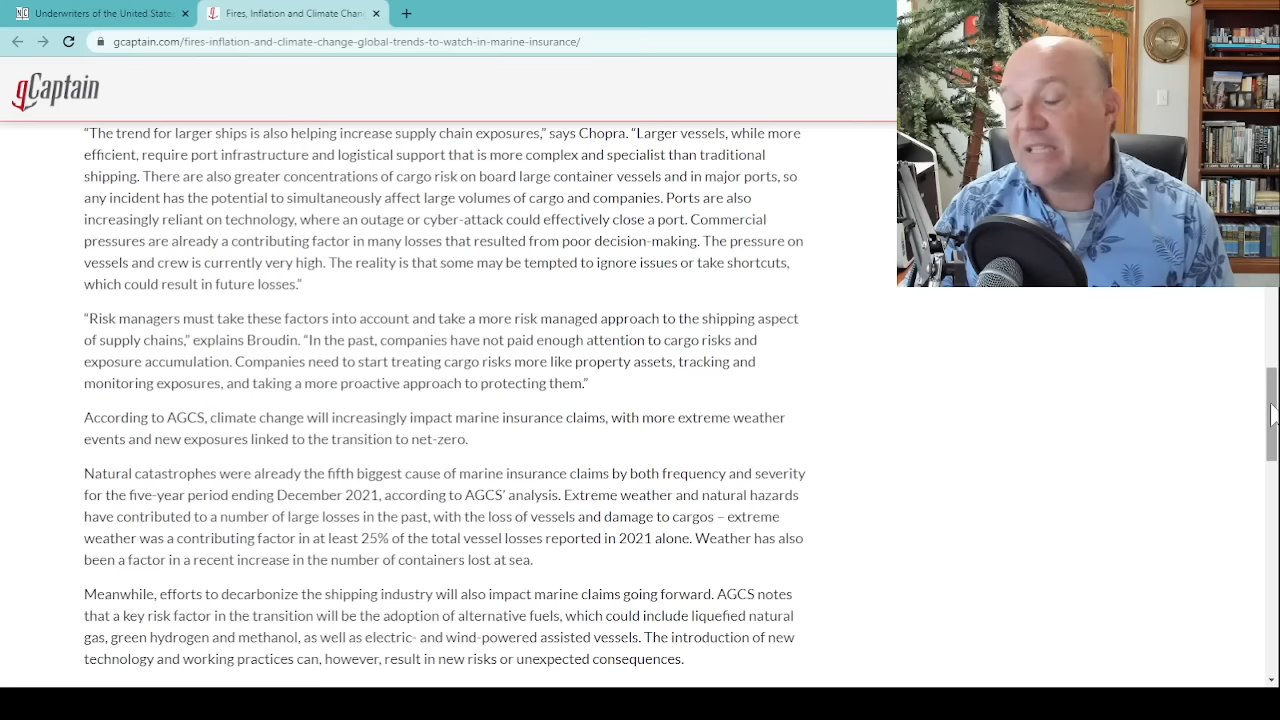 Underwriters of the United State
Fires, Inflation and Climate Chan
gcaptain.com/fires-inflation-and-climate-change-global-trends-to-watch-in-marine-insurance/
gCaptain
“The trend for larger ships is also helping increase supply chain exposures,” says Chopra. “Larger vessels, while more
efficient, require port infrastructure and logistical support that is more complex and specialist than traditional
shipping. There are also greater concentrations of cargo risk on board large container vessels and in major ports, so
any incident has the potential to simultaneously affect large volumes of cargo and companies. Ports are also
increasingly reliant on technology, where an outage or cyber-attack could effectively close a port. Commercial
pressures are already a contributing factor in many losses that resulted from poor decision-making. The pressure on
vessels and crew is currently very high. The reality is that some may be tempted to ignore issues or take shortcuts,
which could result in future losses.”
“Risk managers must take these factors into account and take a more risk managed approach to the shipping aspect
of supply chains,” explains Broudin. “In the past, companies have not paid enough attention to cargo risks and
exposure accumulation. Companies need to start treating cargo risks more like property assets, tracking and
monitoring exposures, and taking a more proactive approach to protecting them.”
According to AGCS, climate change will increasingly impact marine insurance claims, with more extreme weather
events and new exposures linked to the transition to net-zero.
Natural catastrophes were already the fifth biggest cause of marine insurance claims by both frequency and severity
for the five-year period ending December 2021, according to AGCS’ analysis. Extreme weather and natural hazards
have contributed to a number of large losses in the past, with the loss of vessels and damage to cargos – extreme
weather was a contributing factor in at least 25% of the total vessel losses reported in 2021 alone. Weather has also
been a factor in a recent increase in the number of containers lost at sea.
Meanwhile, efforts to decarbonize the shipping industry will also impact marine claims going forward. AGCS notes
that a key risk factor in the transition will be the adoption of alternative fuels, which could include liquefied natural
gas, green hydrogen and methanol, as well as electric- and wind-powered assisted vessels. The introduction of new
technology and working practices can, however, result in new risks or unexpected consequences.